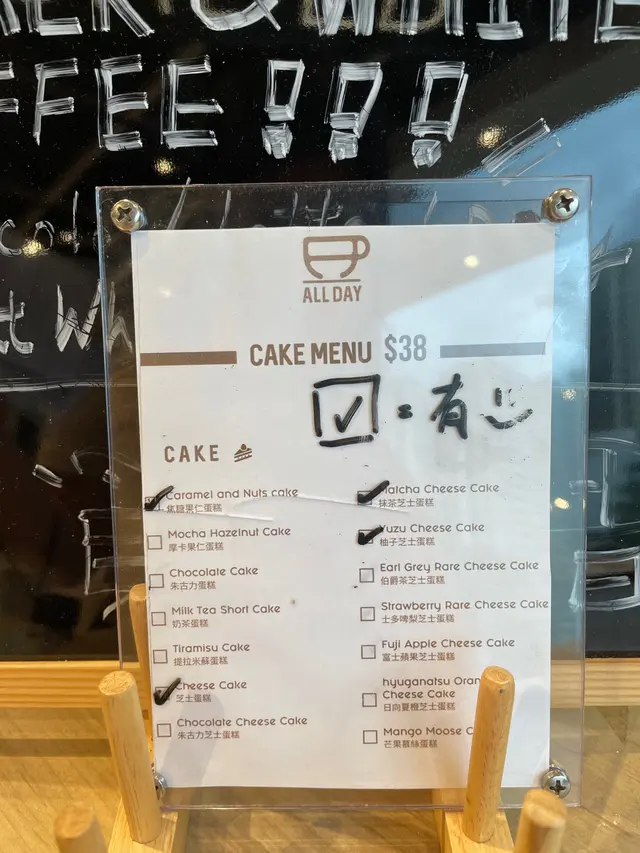 FFEE !!!
ALL DAY
CAKE MENU $38
☑ = 有
CAKE
Caramel and Nuts cake
焦糖果仁蛋糕
Mocha Hazelnut Cake
摩卡果仁蛋糕
Chocolate Cake
朱古力蛋糕
Milk Tea Short Cake
奶茶蛋糕
Tiramisu Cake
提拉米蘇蛋糕
Cheese Cake
芝士蛋糕
Chocolate Cheese Cake
朱古力芝士蛋糕
Matcha Cheese Cake
抹茶芝士蛋糕
Yuzu Cheese Cake
柚子芝士蛋糕
Earl Grey Rare Cheese Cake
伯爵茶芝士蛋糕
Strawberry Rare Cheese Cake
士多啤梨芝士蛋糕
Fuji Apple Cheese Cake
富士蘋果芝士蛋糕
hyuganatsu Oran
Cheese Cake
日向夏橙芝士蛋糕
Mango Moose C
芒果慕絲蛋糕